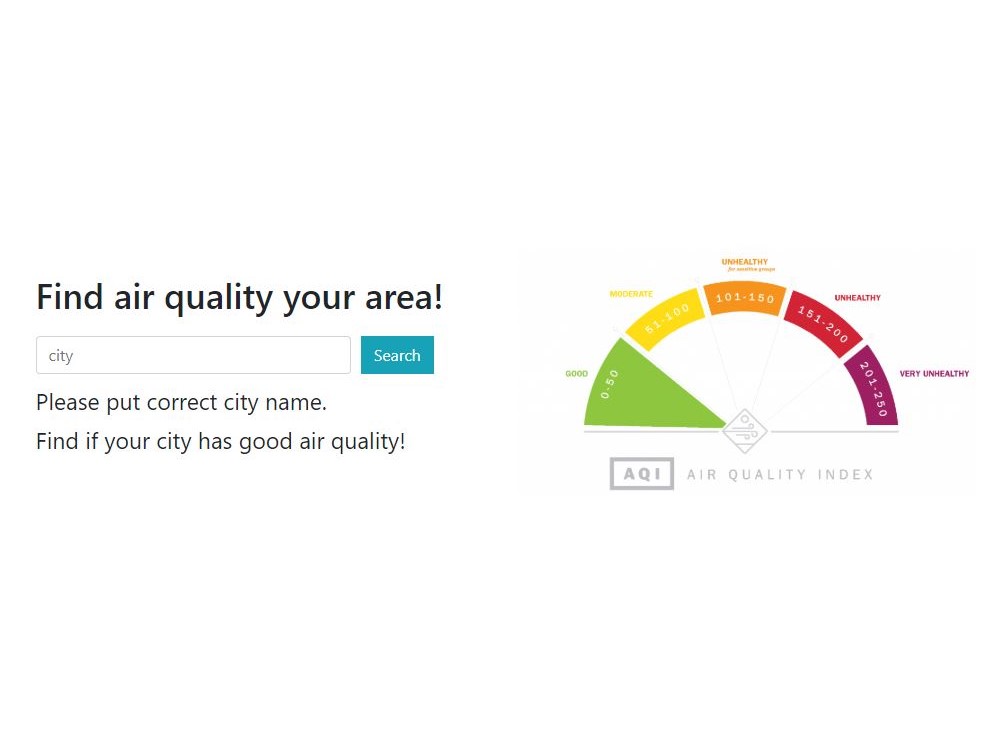 Find air quality your area!
city
Search
Please put correct city name.
Find if your city has good air quality!
UNHEALTHY
for sensitive groups
MODERATE
101-150
UNHEALTHY
51-100
151-200
GOOD
0-50
201-250
VERY UNHEALTHY
AQI AIR QUALITY INDEX